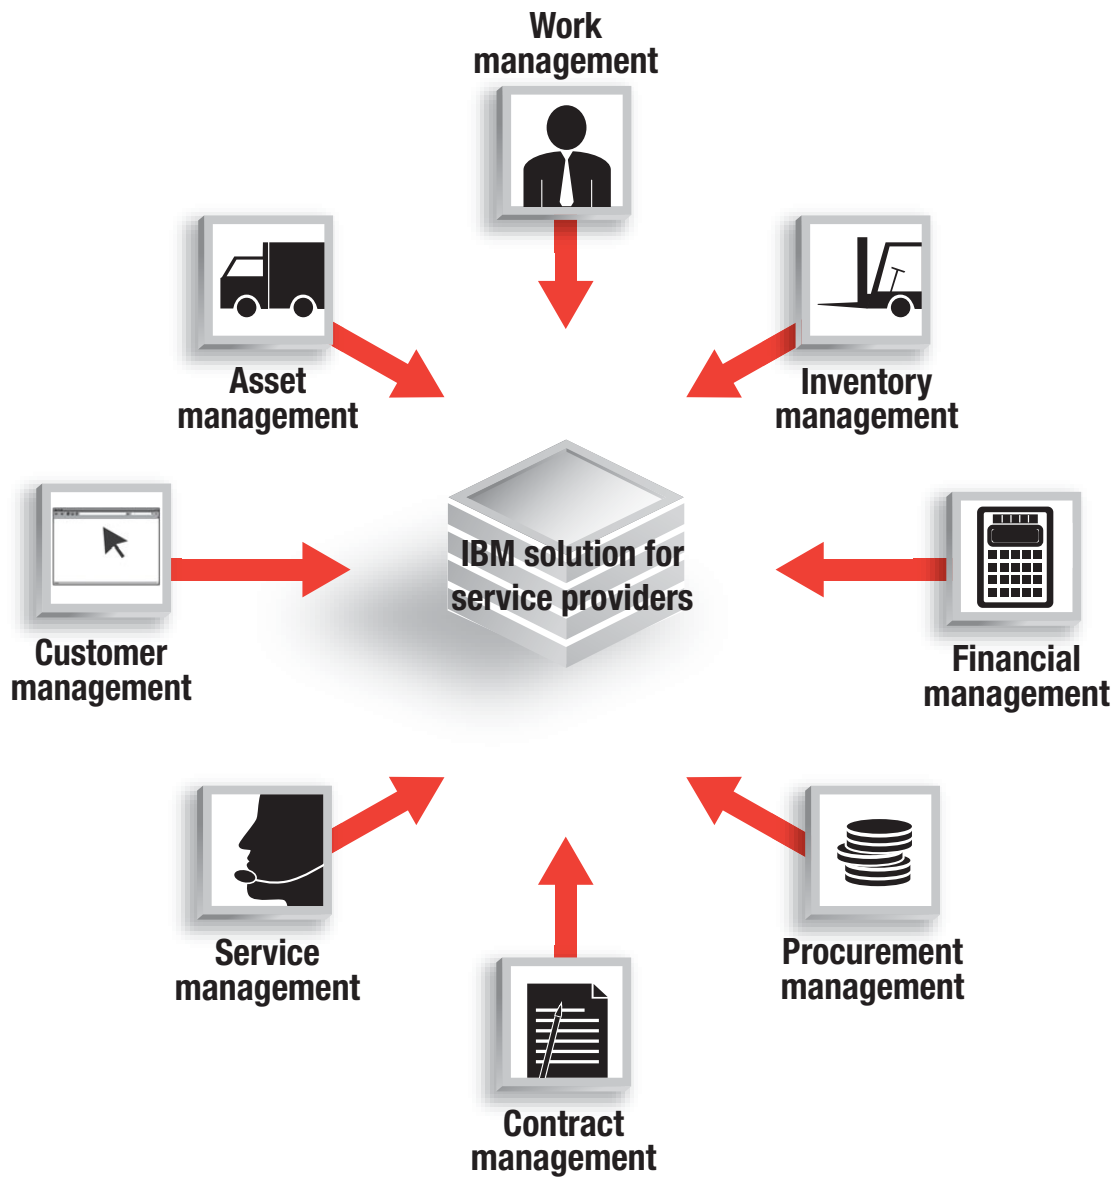 Work
management
Asset
management
Inventory
management
IBM solution for
service providers
Customer
management
Financial
management
Service
management
Procurement
management
Contract
management